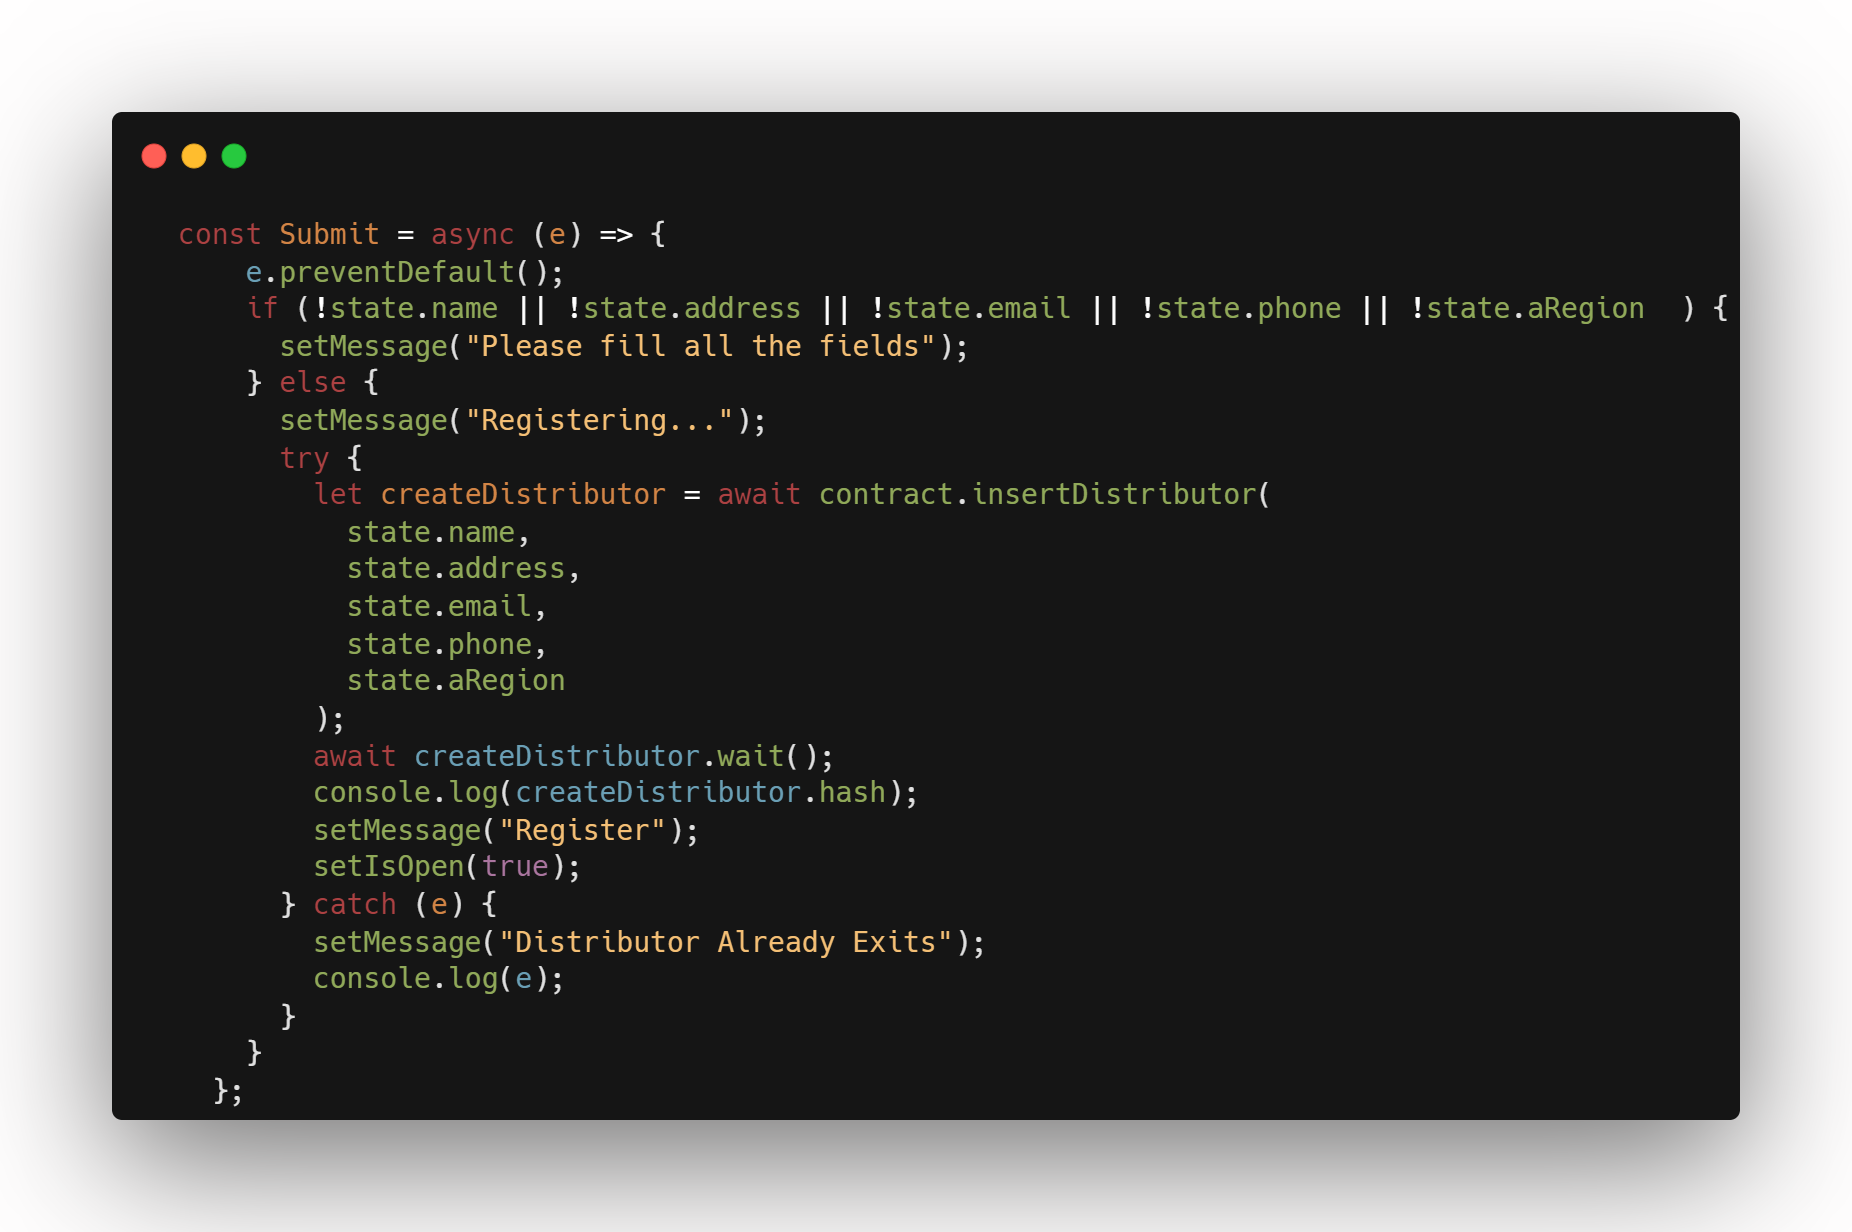 const Submit = async (e) => {
e.preventDefault();
if (!state.name || !state.address || !state.email || !state.phone || !state.aRegion  ) {
setMessage("Please fill all the fields");
} else {
setMessage("Registering...");
try {
let createDistributor = await contract.insertDistributor(
state.name,
state.address,
state.email,
state.phone,
state.aRegion
);
await createDistributor.wait();
console.log(createDistributor.hash);
setMessage("Register");
setIsOpen(true);
} catch (e) {
setMessage("Distributor Already Exits");
console.log(e);
}
}
};